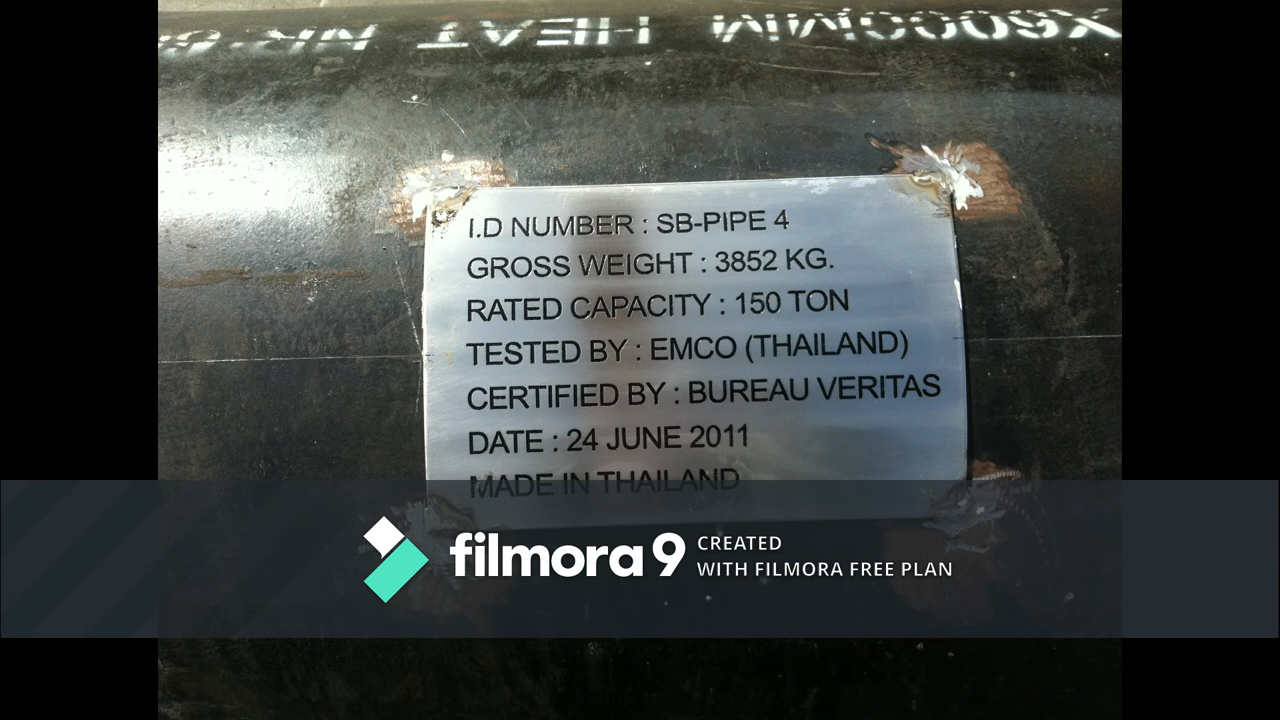 X60COCMIM HEAT NR.
I.D NUMBER : SB-PIPE 4
GROSS WEIGHT : 3852 KG.
RATED CAPACITY : 150 TON
TESTED BY : EMCO (THAILAND)
CERTIFIED BY : BUREAU VERITAS
DATE : 24 JUNE 2011
MADE IN THAILAND
filmora 9 CREATED
WITH FILMORA FREE PLAN